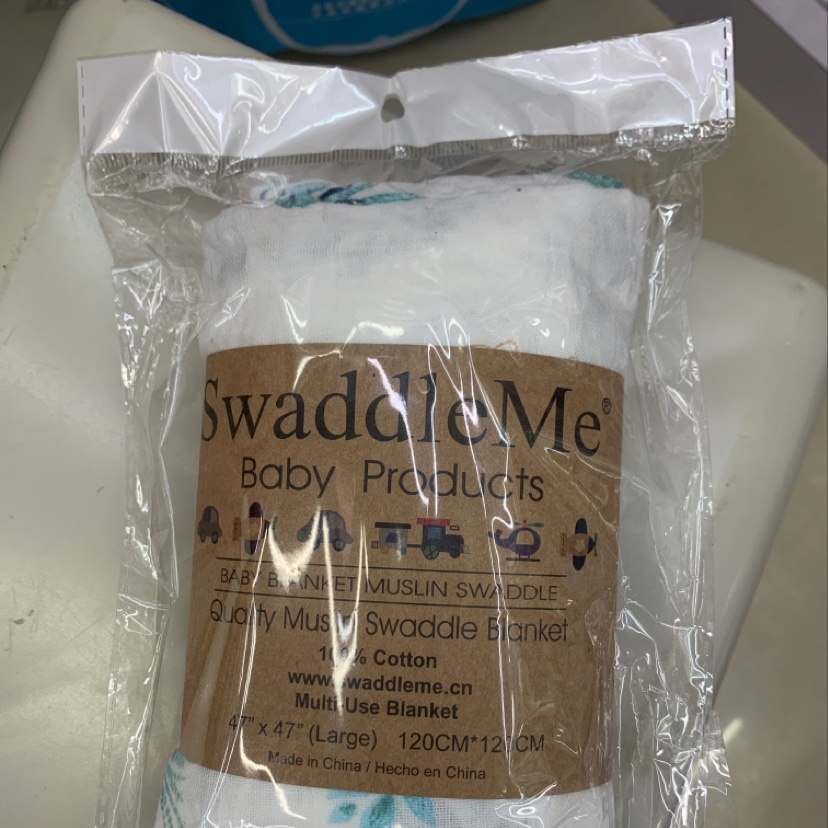 SwaddleMe®
Baby Products
BABY BLANKET MUSLIN SWADDLE
Quality Muslin Swaddle Blanket
100% Cotton
www.swaddleme.cn
Multi-Use Blanket
47" x 47" (Large) 120CM*120CM
Made in China / Hecho en China